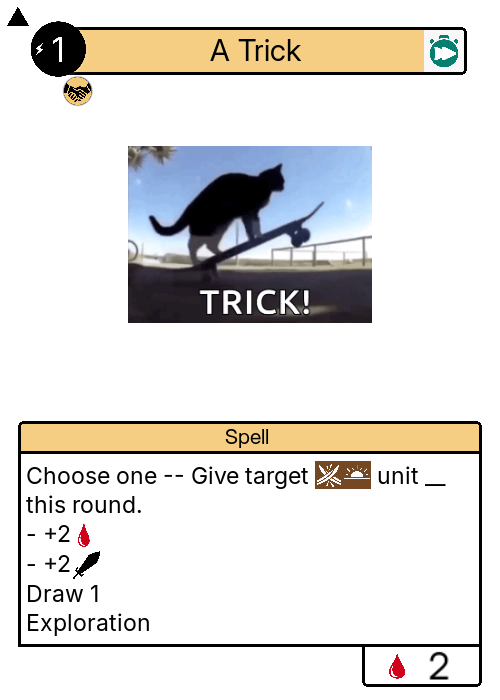 1
A Trick
TRICK!
Spell
Choose one -- Give target unit __
this round.
- +2
- +2
Draw 1
Exploration
2